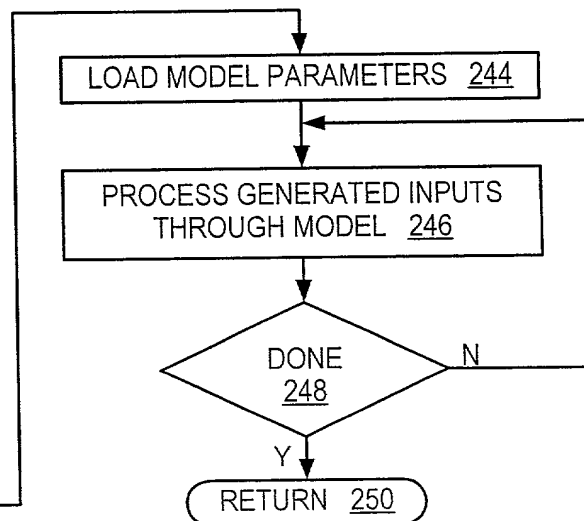 LOAD MODEL PARAMETERS 244
PROCESS GENERATED INPUTS
THROUGH MODEL 246
DONE
248
N
Y
RETURN 250